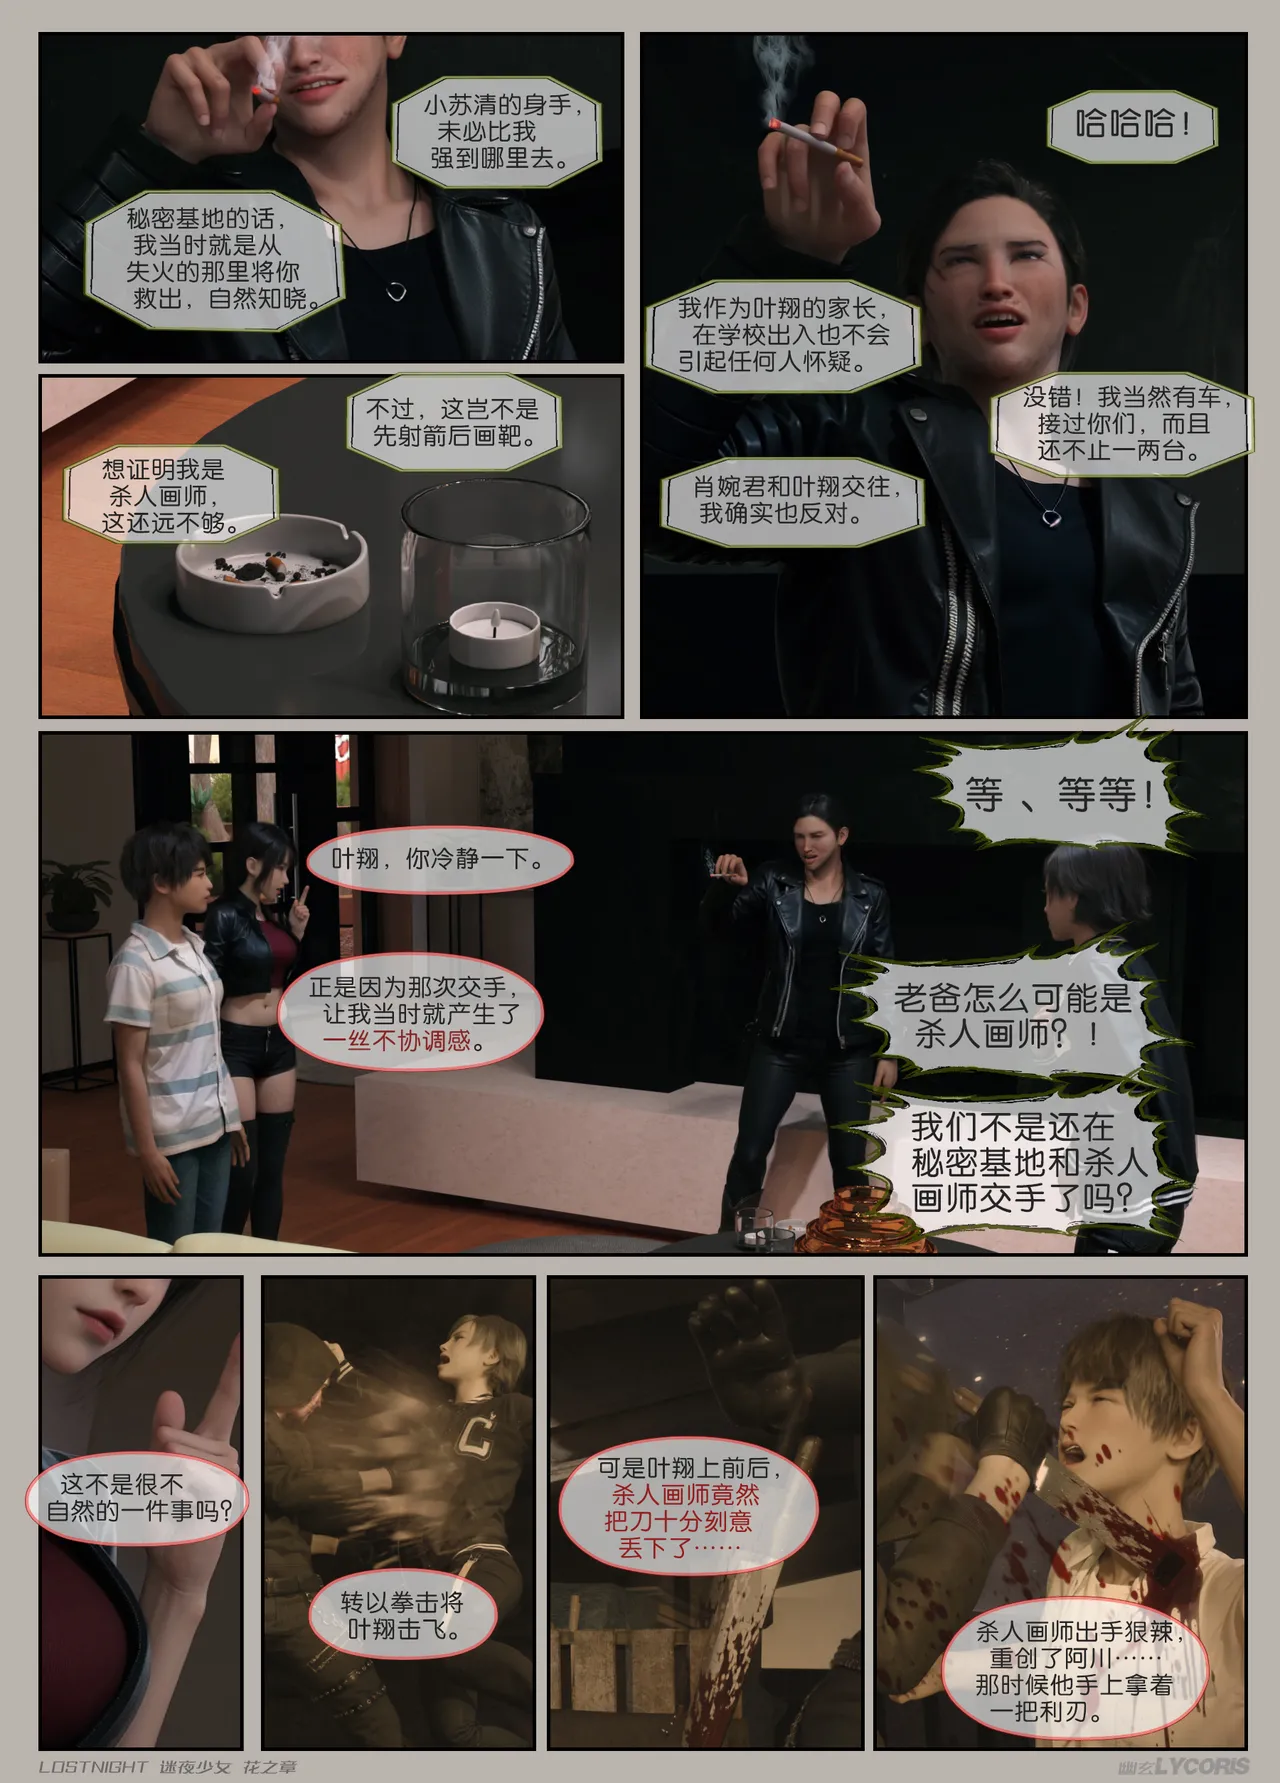 哈哈哈！
我作为叶翔的家长，
在学校出入也不会
引起任何人怀疑。
没错！我当然有车，
接过你们，而且
还不止一两台。
肖婉君和叶翔交往，
我确实也反对。
小苏清的身手，
未必比我
强到哪里去。
秘密基地的话，
我当时就是从
失火的那里将你
救出，自然知晓。
不过，这岂不是
先射箭后画靶。
想证明我是
杀人画师，
这还远不够。
等、等等！
老爸怎么可能是
杀人画师？！
我们不是还在
秘密基地和杀人
画师交手了吗？
叶翔，你冷静一下。
正是因为那次交手，
让我当时就产生了
一丝不协调感。
杀人画师出手狠辣，
重创了阿川……
那时候他手上拿着
一把利刃。
可是叶翔上前后，
杀人画师竟然
把刀十分刻意
丢下了……
转以拳击将
叶翔击飞。
这不是很不
自然的一件事吗？
C
LOSTNIGHT 迷夜少女 花之章
幽玄LYCORIS